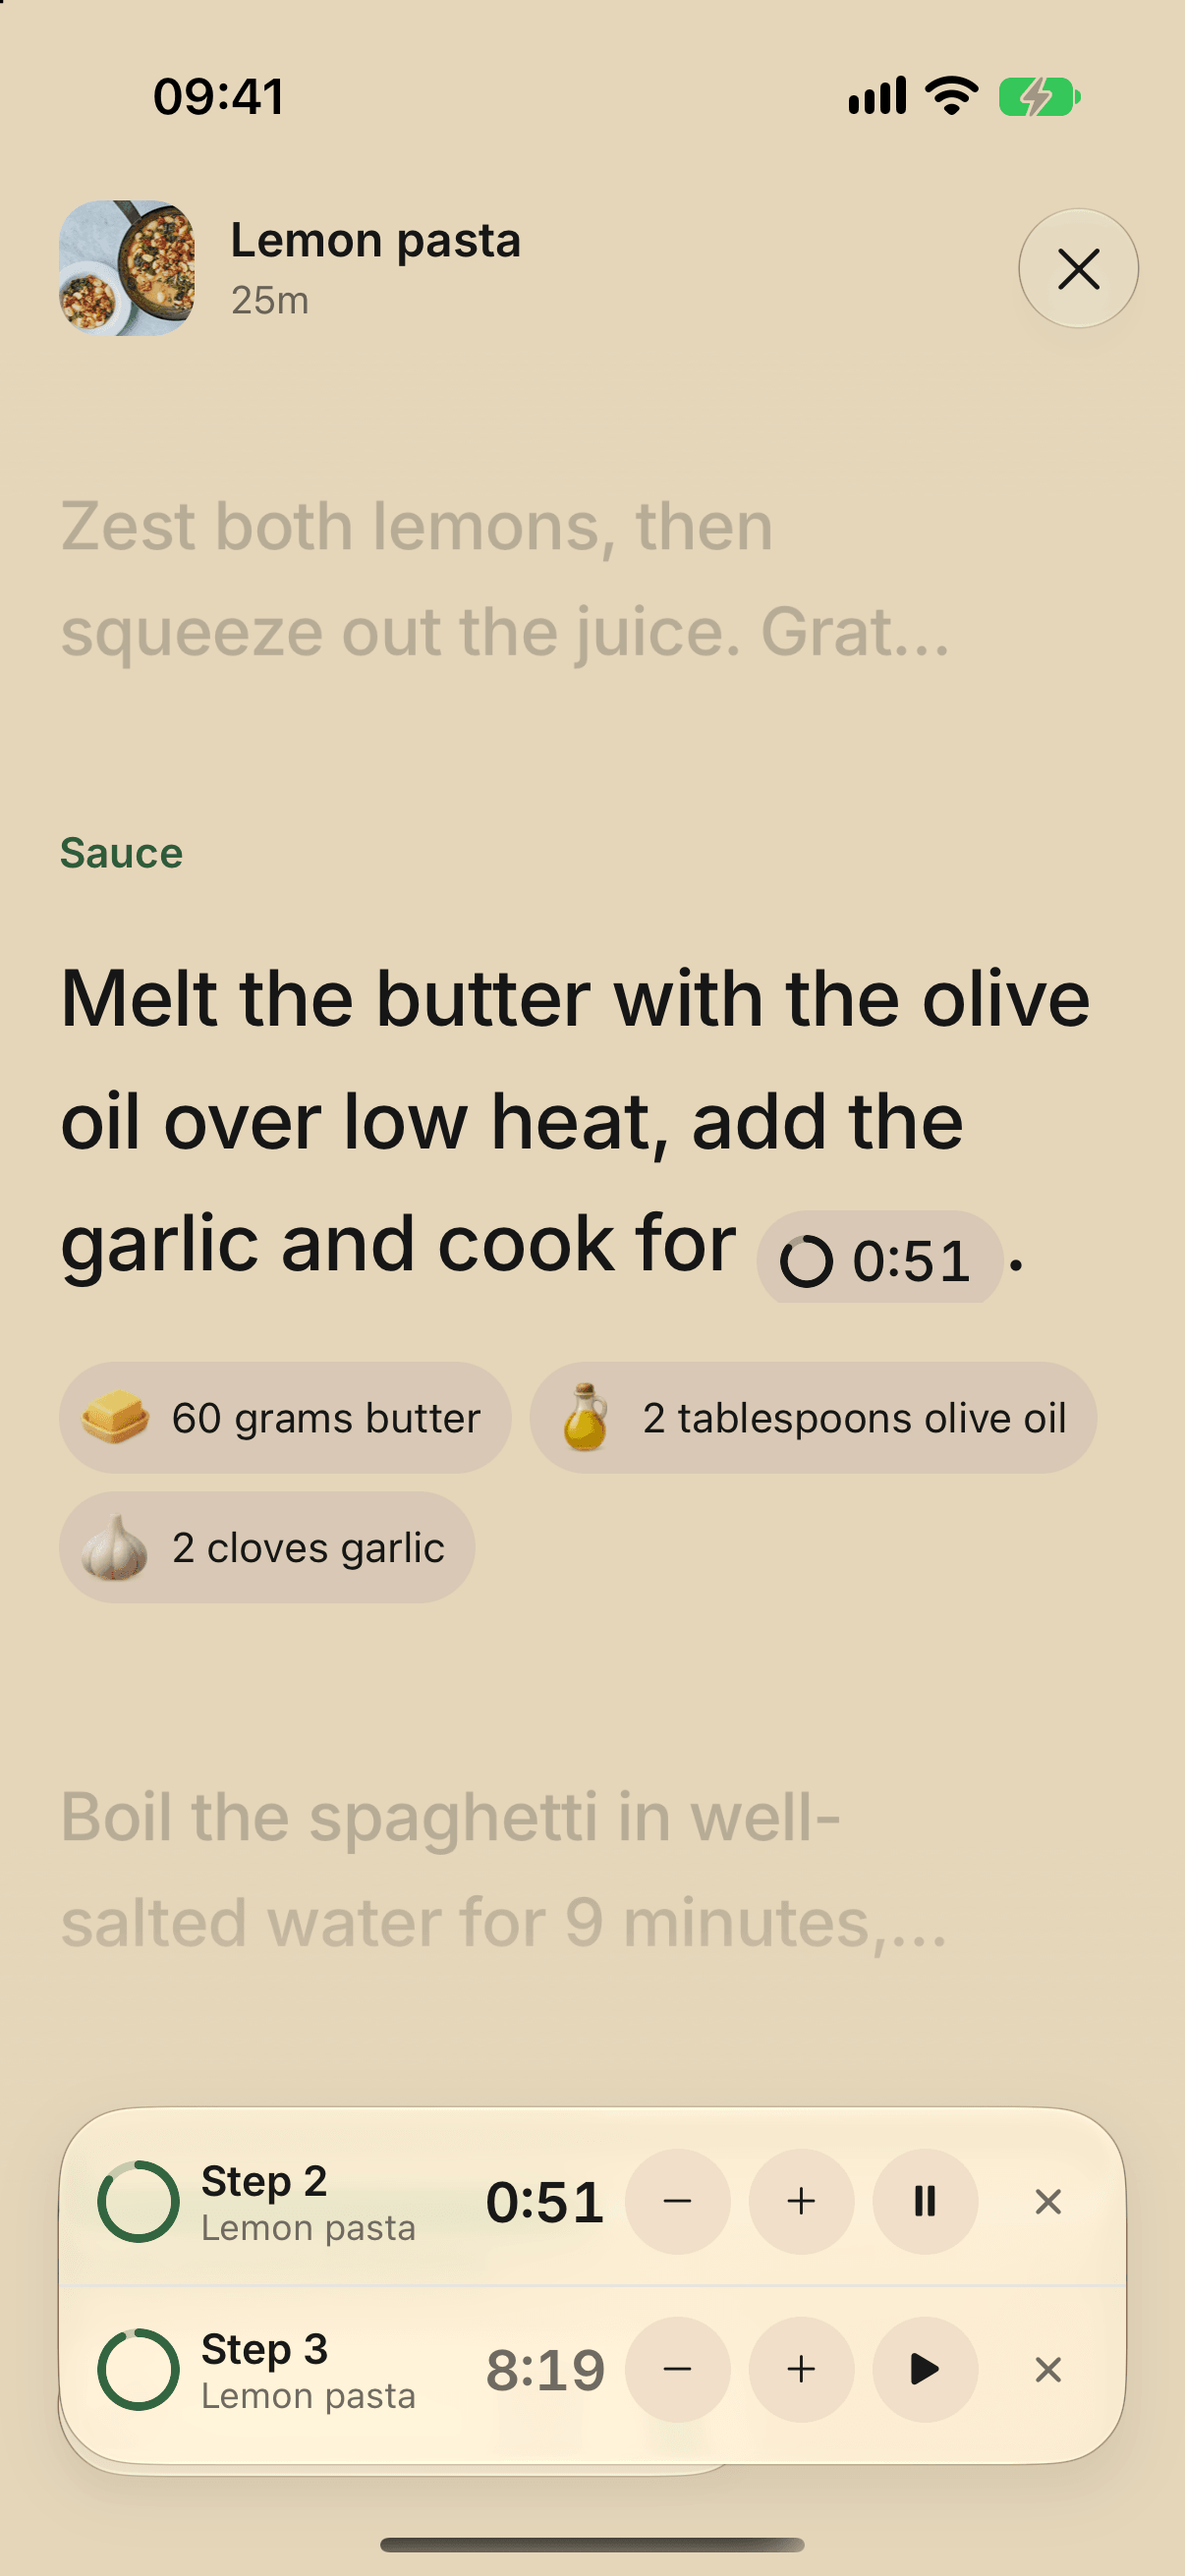 09:41
Lemon pasta
25m
Zest both lemons, then
squeeze out the juice. Grat...
Sauce
Melt the butter with the olive
oil over low heat, add the
garlic and cook for 0:51.
60 grams butter
2 tablespoons olive oil
2 cloves garlic
Boil the spaghetti in well-
salted water for 9 minutes,...
Step 2
Lemon pasta
0:51
Step 3
Lemon pasta
8:19